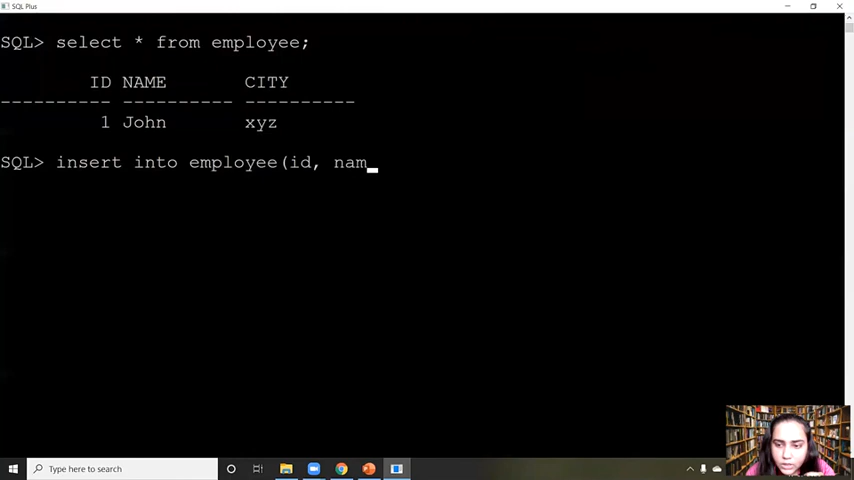 SQL Plus
SQL> select * from employee;
ID NAME CITY
---------- ---------- ----------
1 John xyz
SQL> insert into employee(id, nam
Type here to search